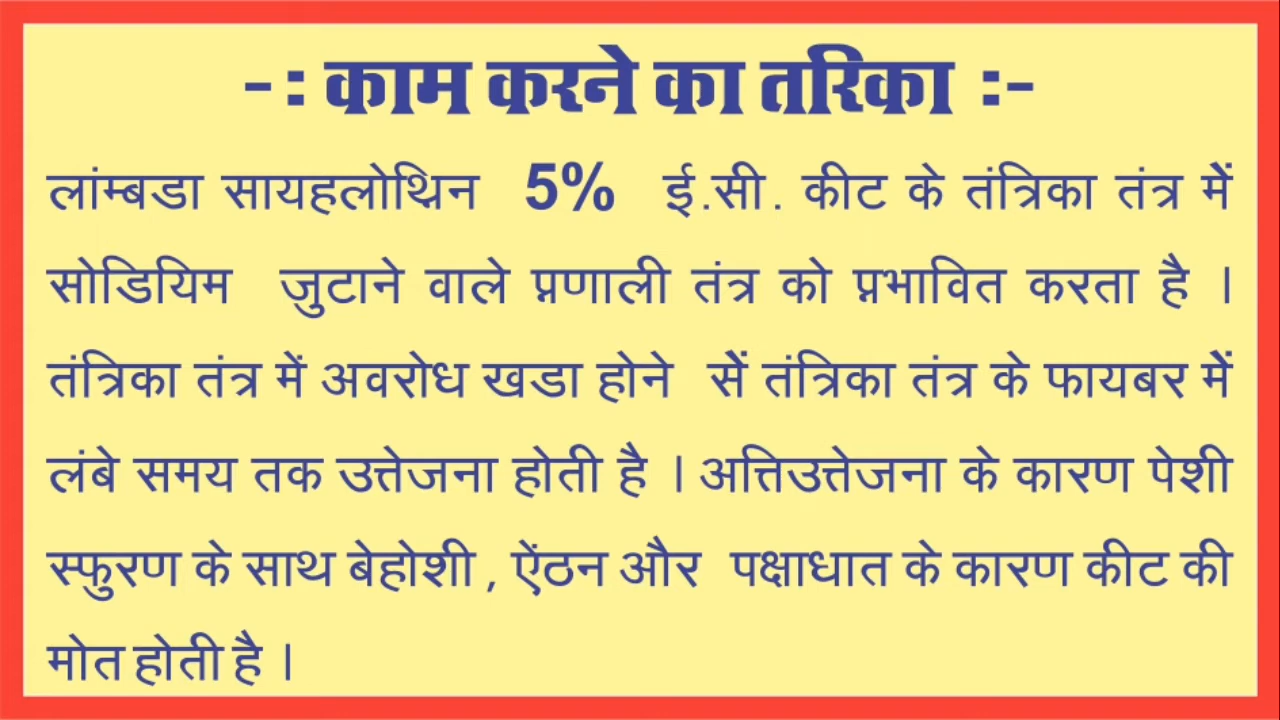 -: काम करने का तरिका :-
लांम्बडा सायहलोथ्रिन 5% ई.सी. कीट के तंत्रिका तंत्र में
सोडियिम जुटाने वाले प्रणाली तंत्र को प्रभावित करता है ।
तंत्रिका तंत्र में अवरोध खडा होने सें तंत्रिका तंत्र के फायबर में
लंबे समय तक उत्तेजना होती है । अत्तिउत्तेजना के कारण पेशी
स्फुरण के साथ बेहोशी , ऐंठन और पक्षाधात के कारण कीट की
मोत होती है ।